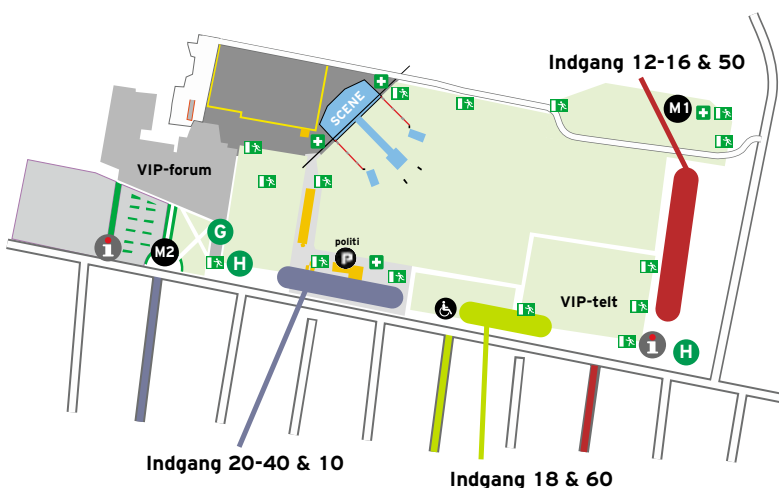 Indgang 12-16 & 50
M1
SCENE
VIP-forum
G
i
M2
H
politi
P
VIP-telt
i
H
Indgang 20-40 & 10
Indgang 18 & 60